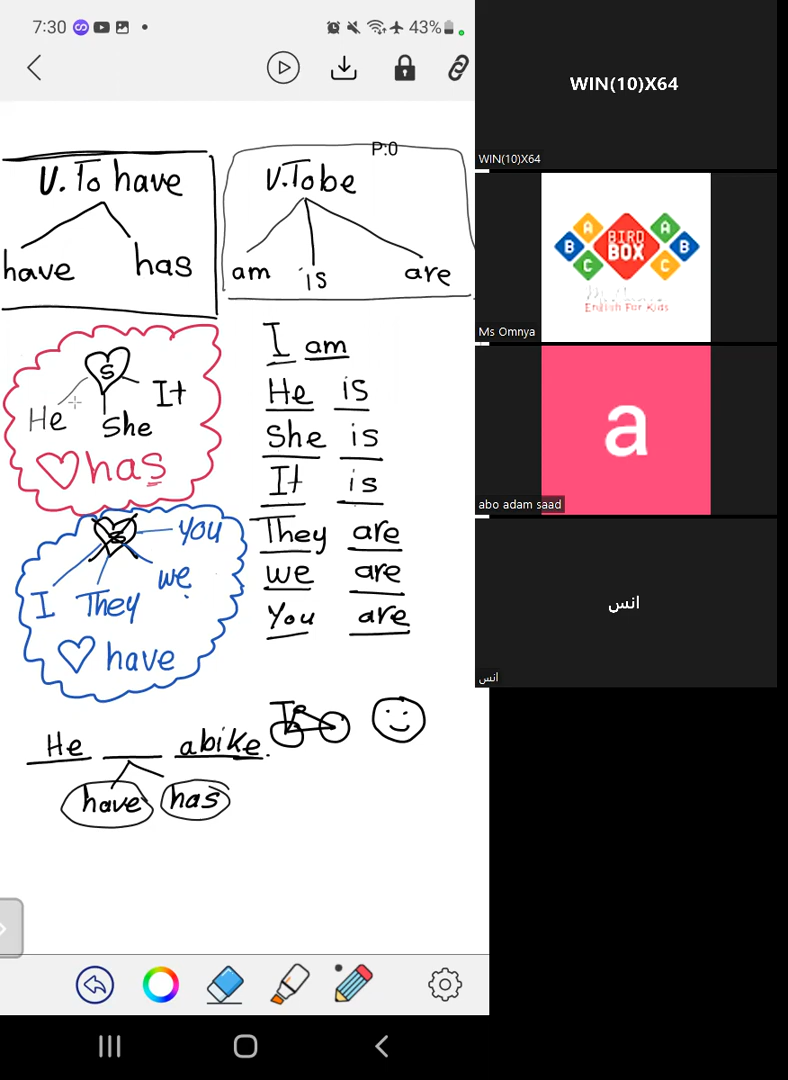 7:30
43%
P:0
V. To have
have
has
V. To be
am
is
are
S
He
She
It
has
S
You
we
They
I
have
I am
He is
She is
It is
They are
we are
You are
He ___ a bike.
have
has
WIN(10)X64
WIN(10)X64
A
B
C
BIRD
BOX
A
B
C
English For Kids
Ms Omnya
a
abo adam saad
انس
انس